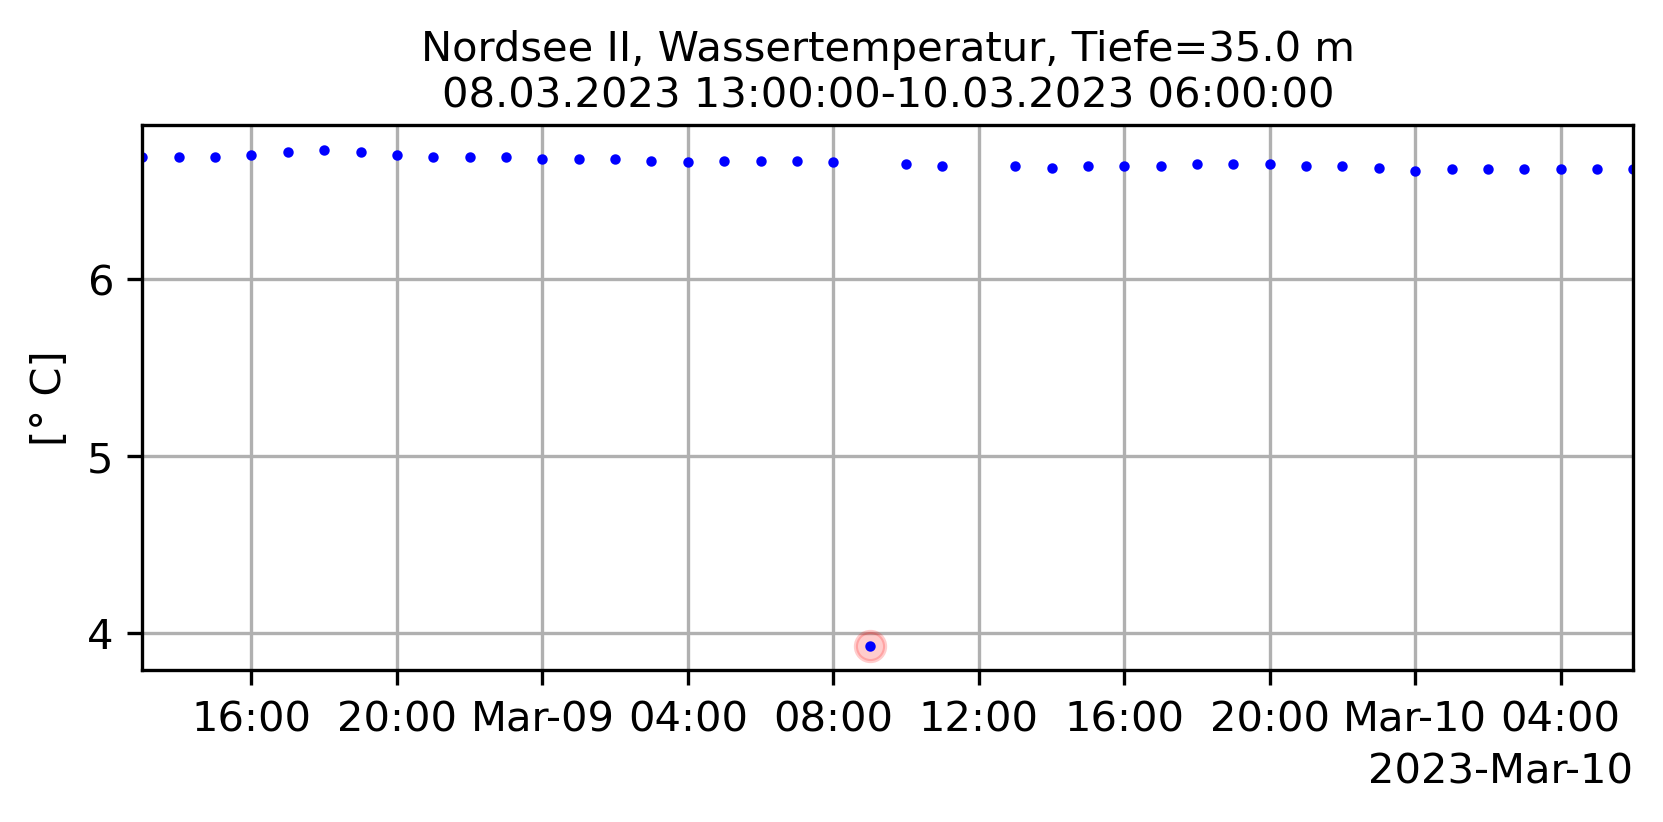 Nordsee II, Wassertemperatur, Tiefe=35.0 m
08.03.2023 13:00:00-10.03.2023 06:00:00
[° C]
6
5
4
16:00 20:00 Mar-09 04:00 08:00 12:00 16:00 20:00 Mar-10 04:00
2023-Mar-10